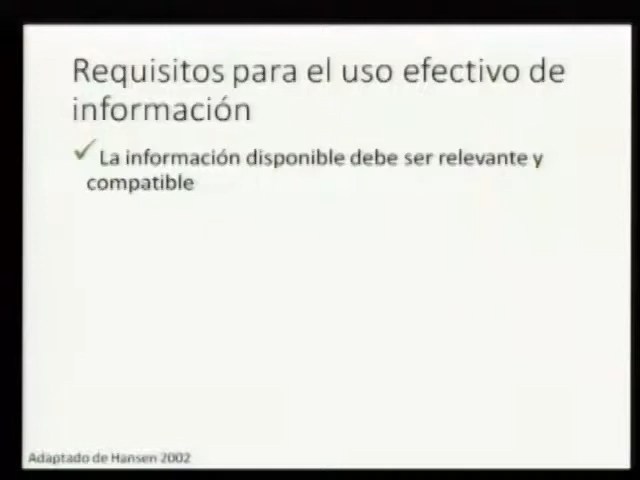 Requisitos para el uso efectivo de
información
La información disponible debe ser relevante y
compatible
Adaptado de Hansen 2002